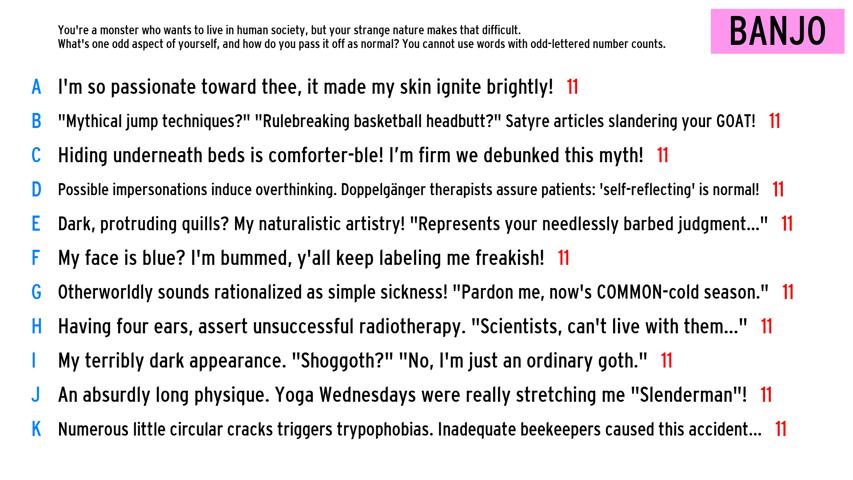 You're a monster who wants to live in human society, but your strange nature makes that difficult.
What's one odd aspect of yourself, and how do you pass it off as normal? You cannot use words with odd-lettered number counts.
BANJO
A I'm so passionate toward thee, it made my skin ignite brightly! 11
B "Mythical jump techniques?" "Rulebreaking basketball headbutt?" Satyre articles slandering your GOAT! 11
C Hiding underneath beds is comforter-ble! I'm firm we debunked this myth! 11
D Possible impersonations induce overthinking. Doppelgänger therapists assure patients: 'self-reflecting' is normal! 11
E Dark, protruding quills? My naturalistic artistry! "Represents your needlessly barbed judgment..." 11
F My face is blue? I'm bummed, y'all keep labeling me freakish! 11
G Otherworldly sounds rationalized as simple sickness! "Pardon me, now's COMMON-cold season." 11
H Having four ears, assert unsuccessful radiotherapy. "Scientists, can't live with them..." 11
I My terribly dark appearance. "Shoggoth?" "No, I'm just an ordinary goth." 11
J An absurdly long physique. Yoga Wednesdays were really stretching me "Slenderman"! 11
K Numerous little circular cracks triggers trypophobias. Inadequate beekeepers caused this accident... 11